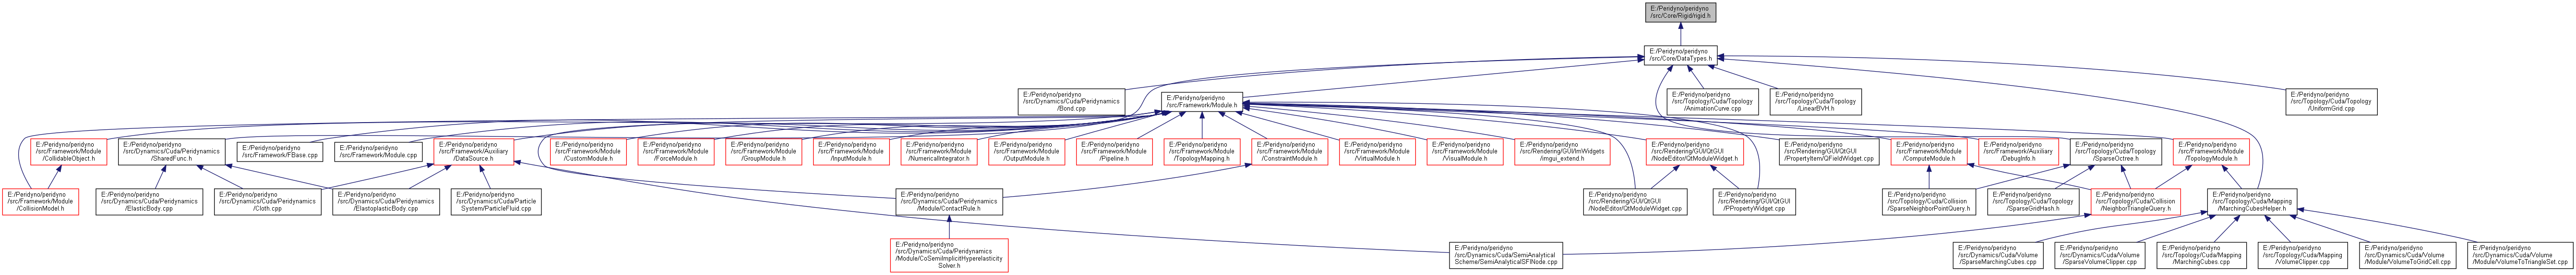 E:/Peridyno/peridyno
/src/Core/Rigid/rigid.h
E:/Peridyno/peridyno
/src/Core/DataTypes.h
E:/Peridyno/peridyno
/src/Dynamics/Cuda/Peridynamics
/Bond.cpp
E:/Peridyno/peridyno
/src/Framework/Module.h
E:/Peridyno/peridyno
/src/Topology/Cuda/Topology
/AnimationCurve.cpp
E:/Peridyno/peridyno
/src/Topology/Cuda/Topology
/LinearBVH.h
E:/Peridyno/peridyno
/src/Topology/Cuda/Topology
/UniformGrid.cpp
E:/Peridyno/peridyno
/src/Framework/Module
/CollidableObject.h
E:/Peridyno/peridyno
/src/Dynamics/Cuda/Peridynamics
/SharedFunc.h
E:/Peridyno/peridyno
/src/Framework/FBase.cpp
E:/Peridyno/peridyno
/src/Framework/Module.cpp
E:/Peridyno/peridyno
/src/Framework/Auxiliary
/DataSource.h
E:/Peridyno/peridyno
/src/Framework/Module
/CustomModule.h
E:/Peridyno/peridyno
/src/Framework/Module
/ForceModule.h
E:/Peridyno/peridyno
/src/Framework/Module
/GroupModule.h
E:/Peridyno/peridyno
/src/Framework/Module
/InputModule.h
E:/Peridyno/peridyno
/src/Framework/Module
/NumericalIntegrator.h
E:/Peridyno/peridyno
/src/Framework/Module
/OutputModule.h
E:/Peridyno/peridyno
/src/Framework/Module
/Pipeline.h
E:/Peridyno/peridyno
/src/Framework/Module
/TopologyMapping.h
E:/Peridyno/peridyno
/src/Framework/Module
/ConstraintModule.h
E:/Peridyno/peridyno
/src/Framework/Module
/VirtualModule.h
E:/Peridyno/peridyno
/src/Framework/Module
/VisualModule.h
E:/Peridyno/peridyno
/src/Rendering/GUI/ImWidgets
/imgui_extend.h
E:/Peridyno/peridyno
/src/Rendering/GUI/QtGUI
/NodeEditor/QtModuleWidget.h
E:/Peridyno/peridyno
/src/Rendering/GUI/QtGUI
/PropertyItem/QFieldWidget.cpp
E:/Peridyno/peridyno
/src/Framework/Module
/ComputeModule.h
E:/Peridyno/peridyno
/src/Framework/Auxiliary
/DebugInfo.h
E:/Peridyno/peridyno
/src/Topology/Cuda/Topology
/SparseOctree.h
E:/Peridyno/peridyno
/src/Framework/Module
/TopologyModule.h
E:/Peridyno/peridyno
/src/Framework/Module
/CollisionModel.h
E:/Peridyno/peridyno
/src/Dynamics/Cuda/Peridynamics
/ElasticBody.cpp
E:/Peridyno/peridyno
/src/Dynamics/Cuda/Peridynamics
/Cloth.cpp
E:/Peridyno/peridyno
/src/Dynamics/Cuda/Peridynamics
/ElastoplasticBody.cpp
E:/Peridyno/peridyno
/src/Dynamics/Cuda/Particle
System/ParticleFluid.cpp
E:/Peridyno/peridyno
/src/Dynamics/Cuda/Peridynamics
/Module/ContactRule.h
E:/Peridyno/peridyno
/src/Rendering/GUI/QtGUI
/NodeEditor/QtModuleWidget.cpp
E:/Peridyno/peridyno
/src/Rendering/GUI/QtGUI
/PPropertyWidget.cpp
E:/Peridyno/peridyno
/src/Topology/Cuda/Collision
/SparseNeighborPointQuery.h
E:/Peridyno/peridyno
/src/Topology/Cuda/Topology
/SparseGridHash.h
E:/Peridyno/peridyno
/src/Topology/Cuda/Collision
/NeighborTriangleQuery.h
E:/Peridyno/peridyno
/src/Topology/Cuda/Mapping
/MarchingCubesHelper.h
E:/Peridyno/peridyno
/src/Dynamics/Cuda/Peridynamics
/Module/CoSemiImplicitHyperelasticity
Solver.h
E:/Peridyno/peridyno
/src/Dynamics/Cuda/SemiAnalytical
Scheme/SemiAnalyticalSFINode.cpp
E:/Peridyno/peridyno
/src/Dynamics/Cuda/Volume
/SparseMarchingCubes.cpp
E:/Peridyno/peridyno
/src/Dynamics/Cuda/Volume
/SparseVolumeClipper.cpp
E:/Peridyno/peridyno
/src/Topology/Cuda/Mapping
/MarchingCubes.cpp
E:/Peridyno/peridyno
/src/Topology/Cuda/Mapping
/VolumeClipper.cpp
E:/Peridyno/peridyno
/src/Dynamics/Cuda/Volume
/Module/VolumeToGridCell.cpp
E:/Peridyno/peridyno
/src/Dynamics/Cuda/Volume
/Module/VolumeToTriangleSet.cpp